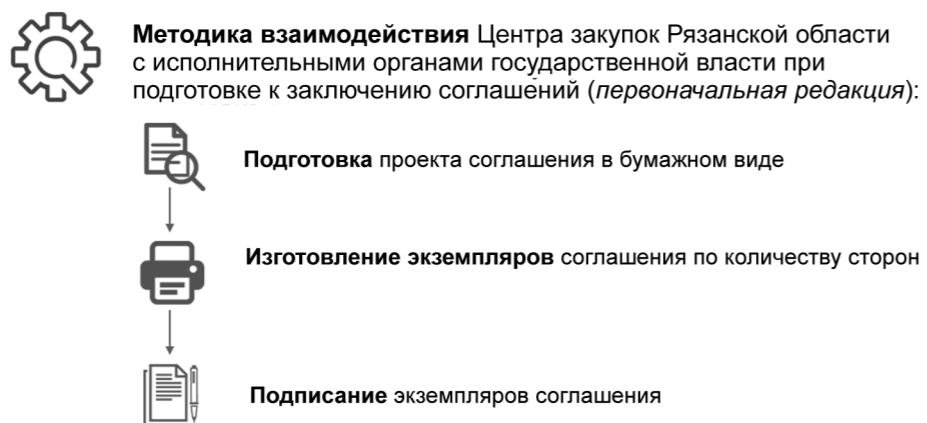 Методика взаимодействия Центра закупок Рязанской области
с исполнительными органами государственной власти при
подготовке к заключению соглашений (первоначальная редакция):
Подготовка проекта соглашения в бумажном виде
Изготовление экземпляров соглашения по количеству сторон
Подписание экземпляров соглашения